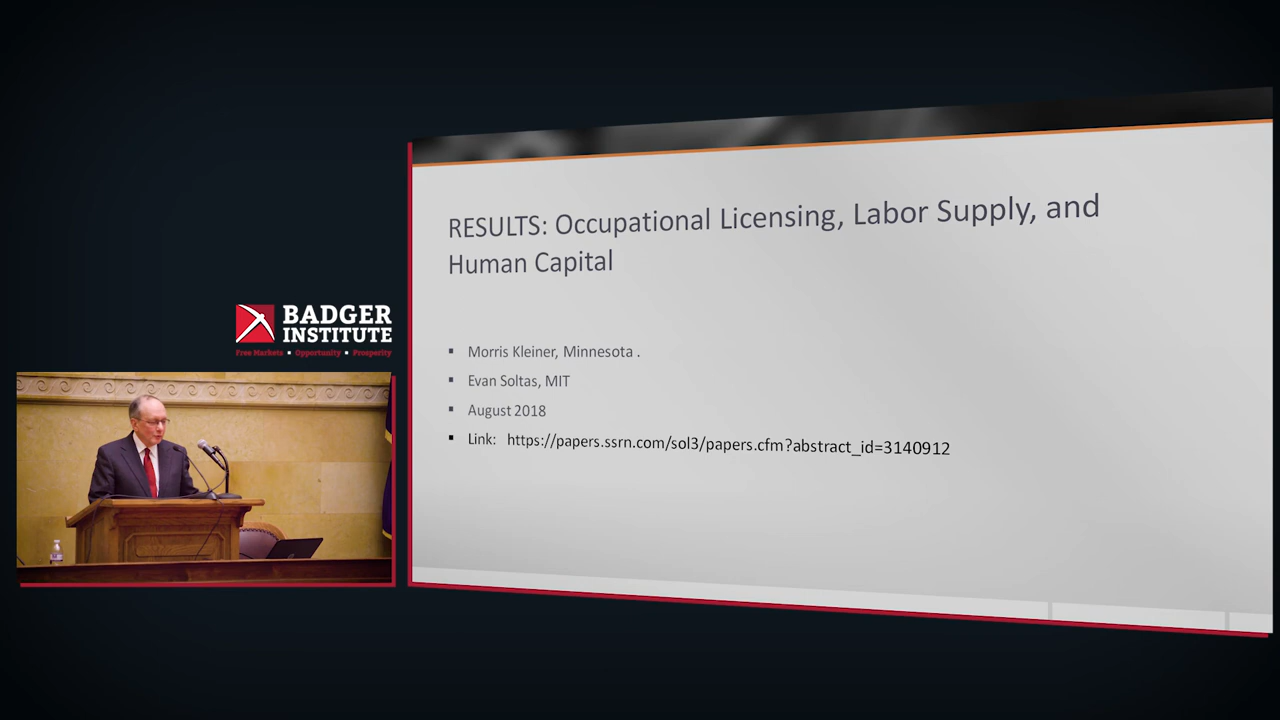 BADGER
INSTITUTE
Free Markets ▪ Opportunity ▪ Prosperity
RESULTS: Occupational Licensing, Labor Supply, and
Human Capital
▪ Morris Kleiner, Minnesota .
▪ Evan Soltas, MIT
▪ August 2018
▪ Link: https://papers.ssrn.com/sol3/papers.cfm?abstract_id=3140912